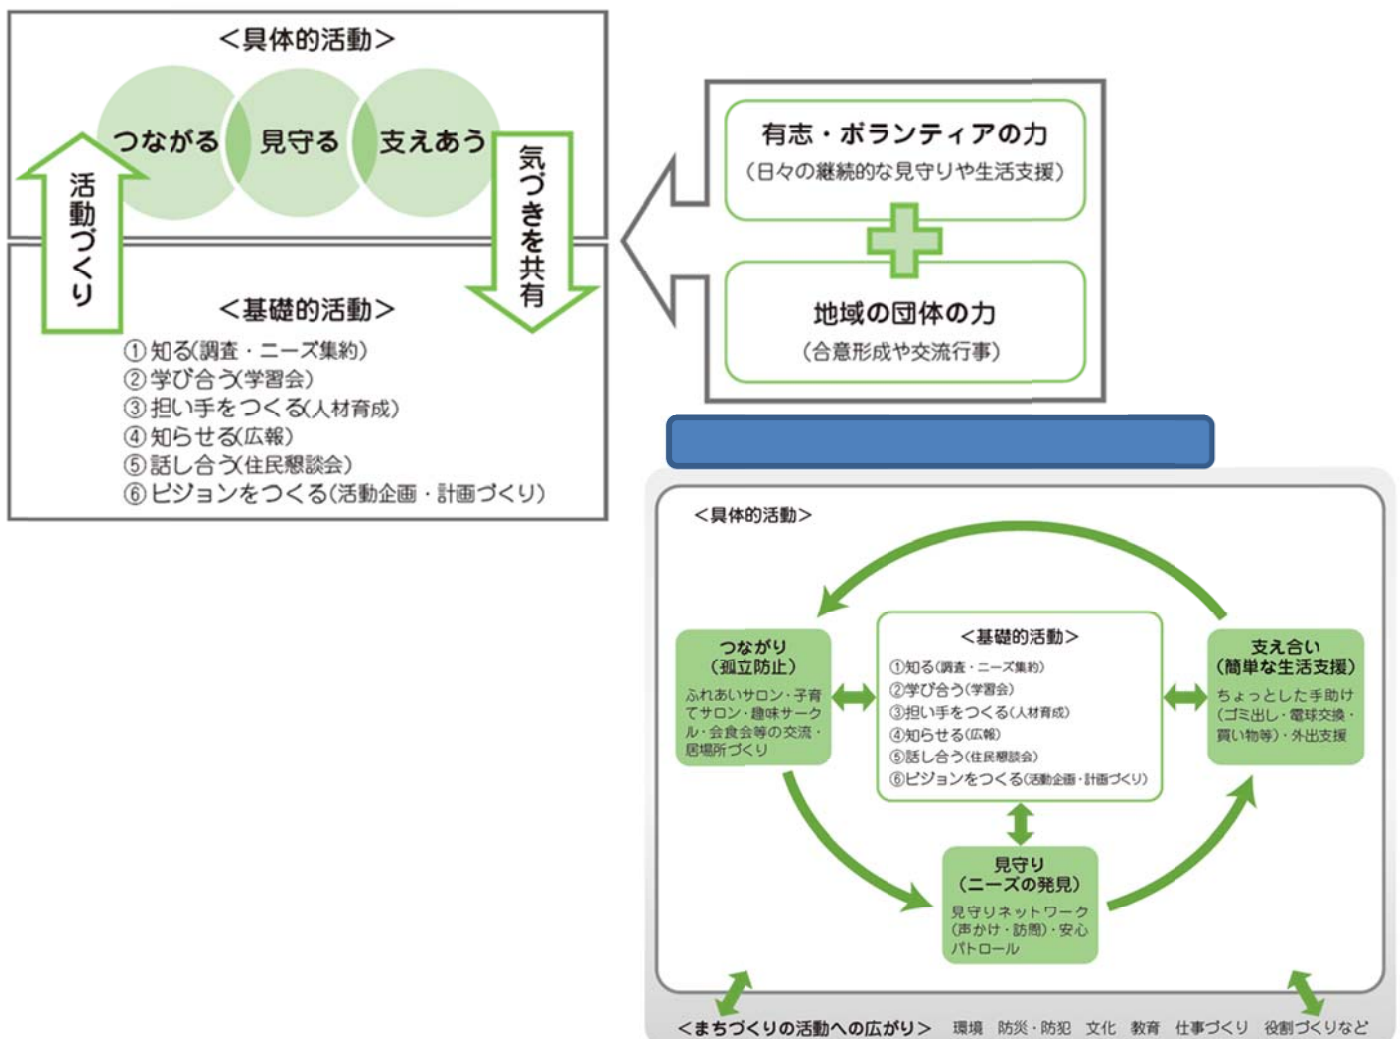 ＜具体的活動＞
つながる
見守る
支えあう
活動づくり
気づきを共有
＜基礎的活動＞
①知る(調査・ニーズ集約)
②学び合う(学習会)
③担い手をつくる(人材育成)
④知らせる(広報)
⑤話し合う(住民懇談会)
⑥ビジョンをつくる(活動企画・計画づくり)
有志・ボランティアの力
(日々の継続的な見守りや生活支援)
地域の団体の力
(合意形成や交流行事)
＜具体的活動＞
つながり
(孤立防止)
ふれあいサロン・子育
てサロン・趣味サーク
ル・会食会等の交流・
居場所づくり
＜基礎的活動＞
①知る(調査・ニーズ集約)
②学び合う(学習会)
③担い手をつくる(人材育成)
④知らせる(広報)
⑤話し合う(住民懇談会)
⑥ビジョンをつくる(活動企画・計画づくり)
支え合い
(簡単な生活支援)
ちょっとした手助け
(ゴミ出し・電球交換・
買い物等)・外出支援
見守り
(ニーズの発見)
見守りネットワーク
(声かけ・訪問)・安心
パトロール
＜まちづくりの活動への広がり＞ 環境 防災・防犯 文化 教育 仕事づくり 役割づくりなど